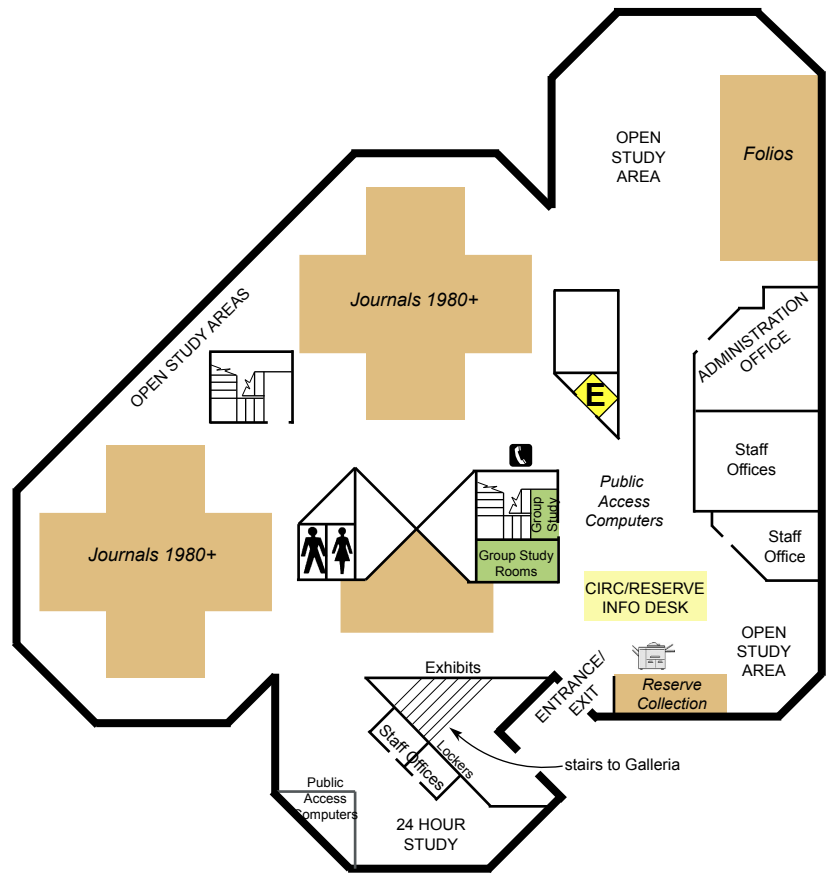 OPEN
STUDY
AREA
Folios
Journals 1980+
OPEN STUDY AREAS
ADMINISTRATION
OFFICE
E
Staff
Offices
Public
Access
Computers
Group
Study
Group Study
Rooms
Staff
Office
Journals 1980+
CIRC/RESERVE
INFO DESK
OPEN
STUDY
AREA
Exhibits
ENTRANCE/
EXIT
Reserve
Collection
Staff Offices
Lockers
stairs to Galleria
Public
Access
Computers
24 HOUR
STUDY